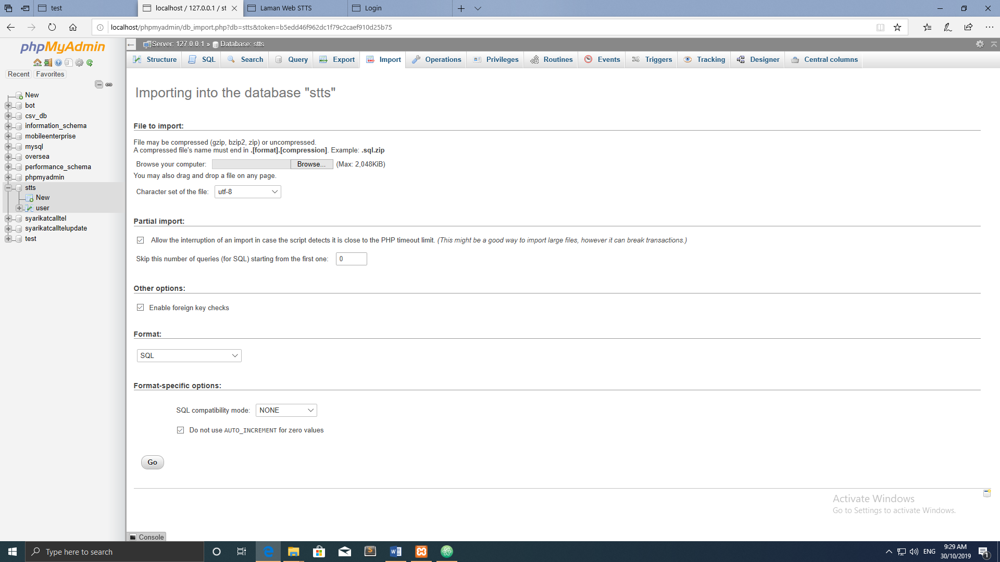 test
localhost / 127.0.0.1 / st
Laman Web STTS
Login
localhost/phpmyadmin/db_import.php?db=stts&token=b5edd46f962dc1f79c2caef910d25b75
phpMyAdmin
Server: 127.0.0.1 » Database: stts
Structure
SQL
Search
Query
Export
Import
Operations
Privileges
Routines
Events
Triggers
Tracking
Designer
Central columns
Recent
Favorites
New
bot
csv_db
information_schema
mobileenterprise
mysql
oversea
performance_schema
phpmyadmin
stts
New
user
syarikatcalltel
syarikatcalltelupdate
test
Importing into the database "stts"
File to import:
File may be compressed (gzip, bzip2, zip) or uncompressed.
A compressed file's name must end in .[format].[compression]. Example: .sql.zip
Browse your computer: Browse... (Max: 2,048KiB)
You may also drag and drop a file on any page.
Character set of the file: utf-8
Partial import:
Allow the interruption of an import in case the script detects it is close to the PHP timeout limit. (This might be a good way to import large files, however it can break transactions.)
Skip this number of queries (for SQL) starting from the first one: 0
Other options:
Enable foreign key checks
Format:
SQL
Format-specific options:
SQL compatibility mode: NONE
Do not use AUTO_INCREMENT for zero values
Go
Activate Windows
Go to Settings to activate Windows.
Console
Type here to search
ENG
9:29 AM
30/10/2019
1